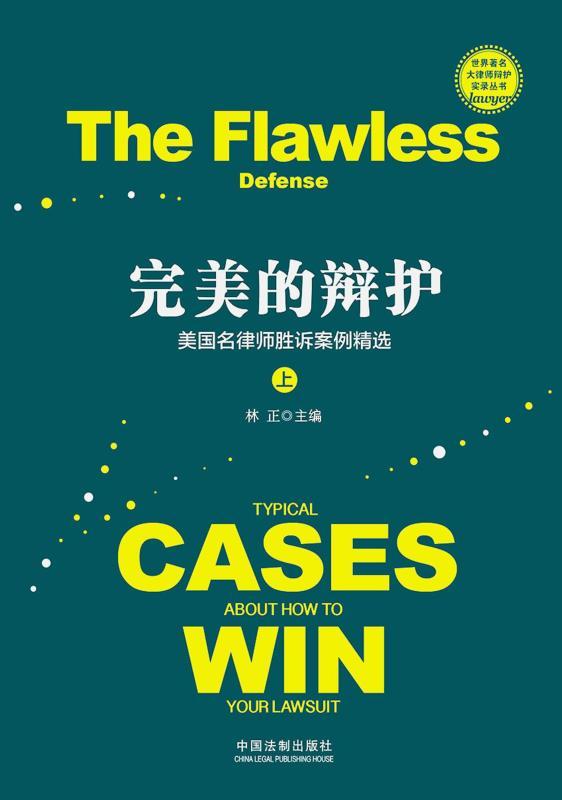 世界著名
大律师辩护
实录丛书
lawyer
The Flawless
Defense
完美的辩护
美国名律师胜诉案例精选
上
林 正◎主编
TYPICAL
CASES
ABOUT HOW TO
WIN
YOUR LAWSUIT
中国法制出版社
CHINA LEGAL PUBLISHING HOUSE